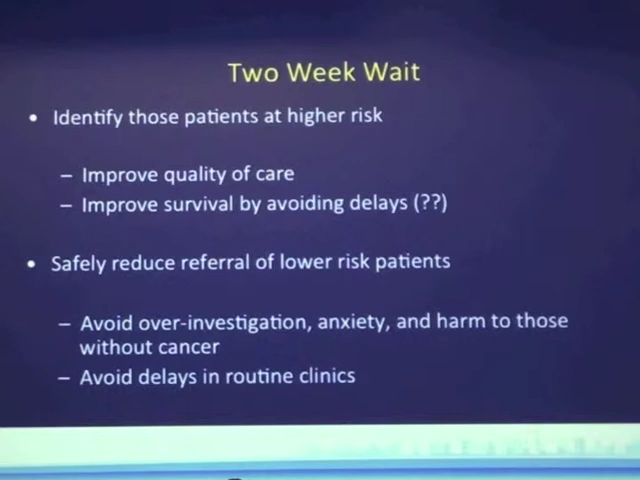 Two Week Wait
• Identify those patients at higher risk
– Improve quality of care
– Improve survival by avoiding delays (??)
• Safely reduce referral of lower risk patients
– Avoid over-investigation, anxiety, and harm to those
without cancer
– Avoid delays in routine clinics